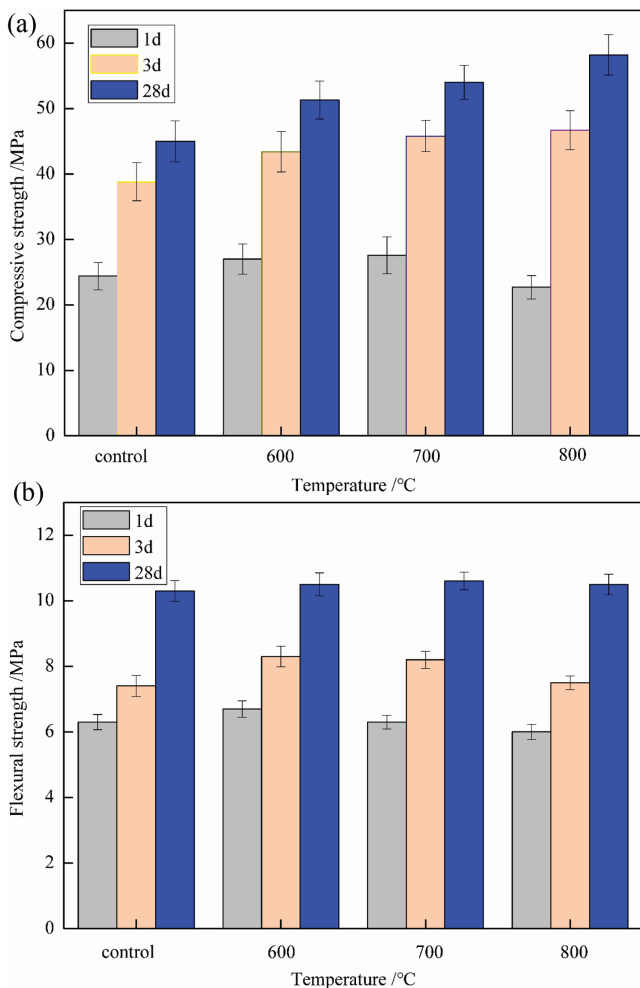 (a)
60
50
40
30
20
10
0
Compressive strength /MPa
1d
3d
28d
control 600 700 800
Temperature /°C
(b)
12
10
8
6
4
2
0
Flexural strength /MPa
1d
3d
28d
control 600 700 800
Temperature /°C